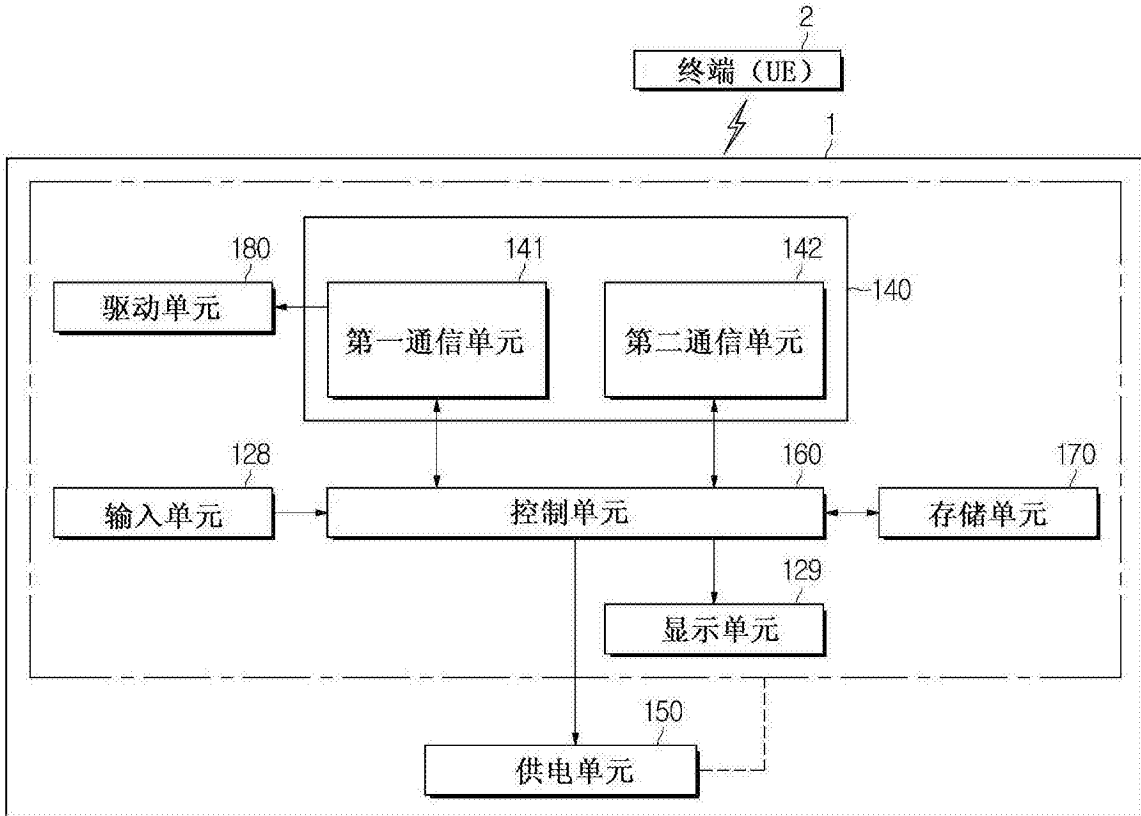 2
终端（UE）
1
180
141
142
140
驱动单元
第一通信单元
第二通信单元
128
160
170
输入单元
控制单元
存储单元
129
显示单元
150
供电单元